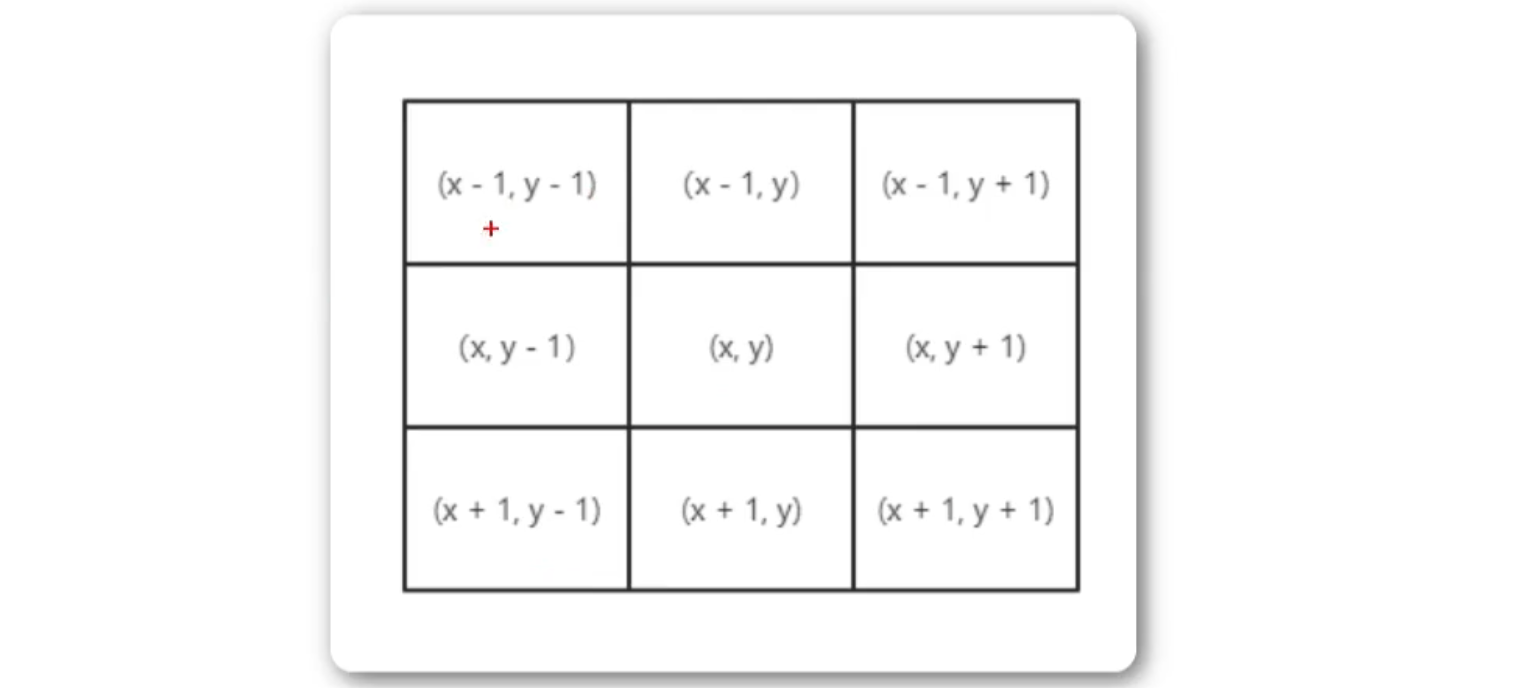 (x - 1, y - 1) (x - 1, y) (x - 1, y + 1)
(x, y - 1) (x, y) (x, y + 1)
(x + 1, y - 1) (x + 1, y) (x + 1, y + 1)